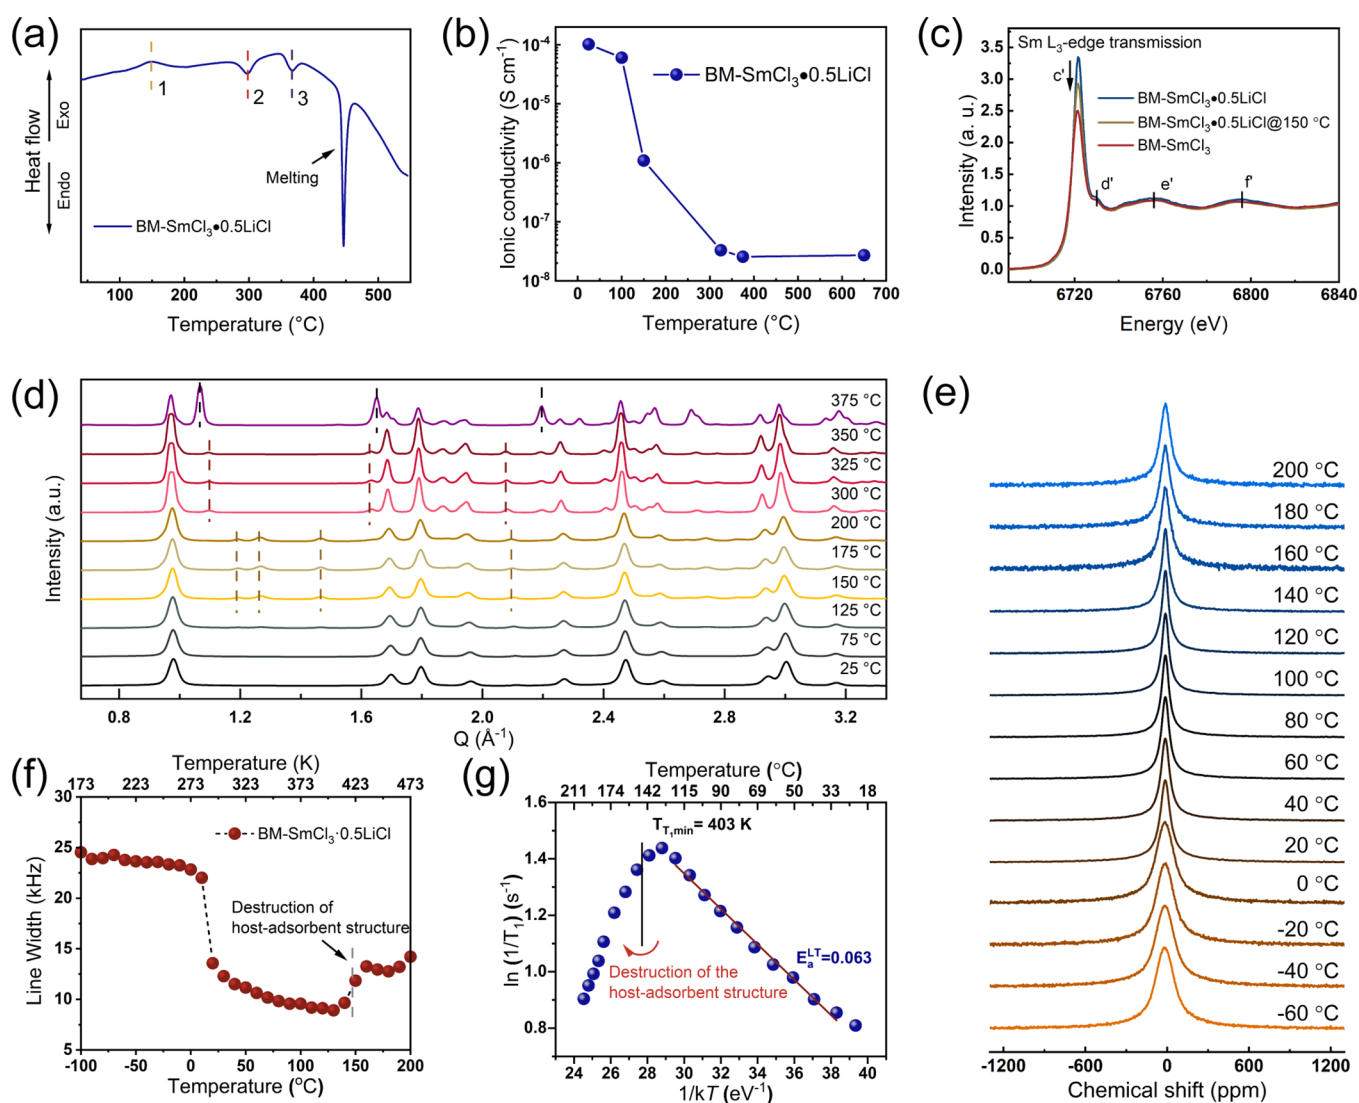 (a)
Heat flow
Exo
Endo
1
2
3
Melting
BM-SmCl₃•0.5LiCl
100
200
300
400
500
Temperature (°C)
(b)
Ionic conductivity (S cm⁻¹)
10⁻⁴
10⁻⁵
10⁻⁶
10⁻⁷
10⁻⁸
BM-SmCl₃•0.5LiCl
0 100 200 300 400 500 600 700
Temperature (°C)
(c)
Intensity (a. u.)
3.5
3.0
2.5
2.0
1.5
1.0
0.5
0.0
Sm L₃-edge transmission
c'
BM-SmCl₃•0.5LiCl
BM-SmCl₃•0.5LiCl@150 °C
BM-SmCl₃
d'
e'
f'
6720 6760 6800 6840
Energy (eV)
(d)
Intensity (a.u.)
375 °C
350 °C
325 °C
300 °C
200 °C
175 °C
150 °C
125 °C
75 °C
25 °C
0.8 1.2 1.6 2.0 2.4 2.8 3.2
Q (Å⁻¹)
(e)
200 °C
180 °C
160 °C
140 °C
120 °C
100 °C
80 °C
60 °C
40 °C
20 °C
0 °C
-20 °C
-40 °C
-60 °C
-1200 -600 0 600 1200
Chemical shift (ppm)
(f)
Temperature (K)
173 223 273 323 373 423 473
Line Width (kHz)
30
25
20
15
10
5
BM-SmCl₃·0.5LiCl
Destruction of
host-adsorbent structure
-100 -50 0 50 100 150 200
Temperature (°C)
(g)
Temperature (°C)
211 174 142 115 90 69 50 33 18
ln (1/T₁) (s⁻¹)
1.6
1.4
1.2
1.0
0.8
T_T₁min = 403 K
Eₐᴸᵀ=0.063
Destruction of the
host-adsorbent structure
24 26 28 30 32 34 36 38 40
1/kT (eV⁻¹)